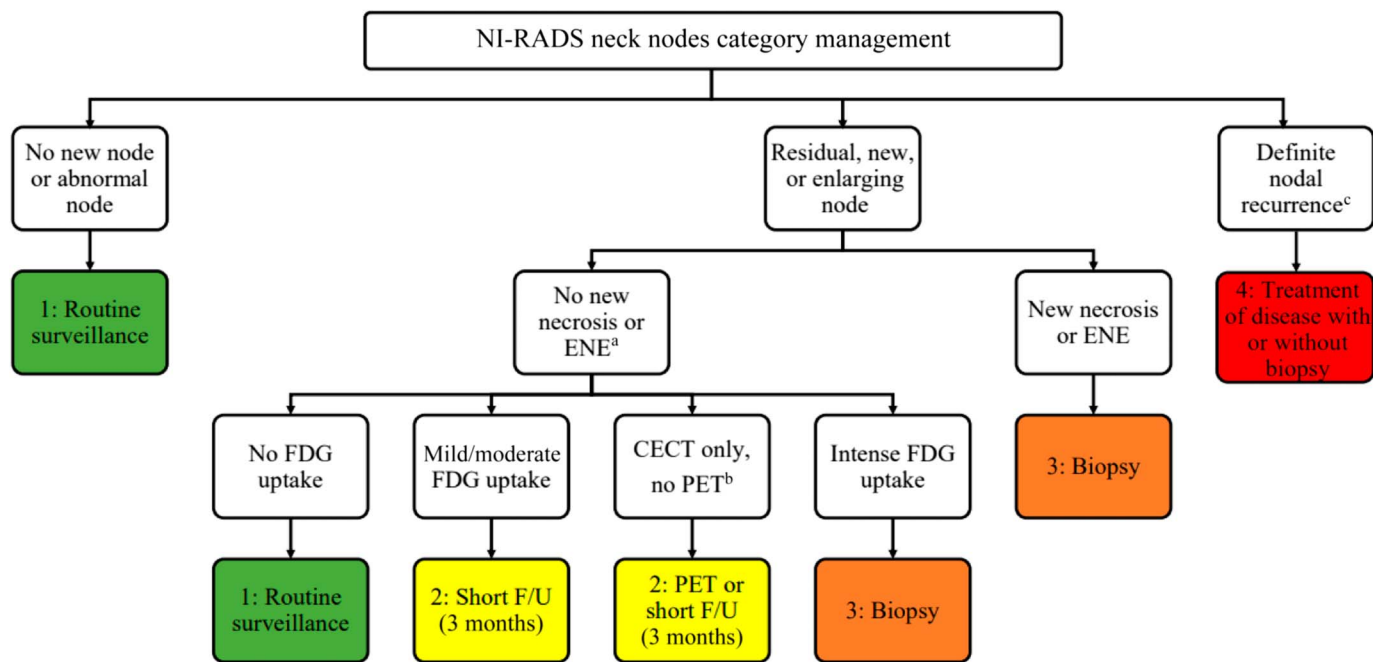 NI-RADS neck nodes category management
No new node
or abnormal
node
Residual, new,
or enlarging
node
Definite
nodal
recurrenceᶜ
1: Routine
surveillance
No new
necrosis or
ENEᵃ
New necrosis
or ENE
4: Treatment
of disease with
or without
biopsy
No FDG
uptake
Mild/moderate
FDG uptake
CECT only,
no PETᵇ
Intense FDG
uptake
3: Biopsy
1: Routine
surveillance
2: Short F/U
(3 months)
2: PET or
short F/U
(3 months)
3: Biopsy